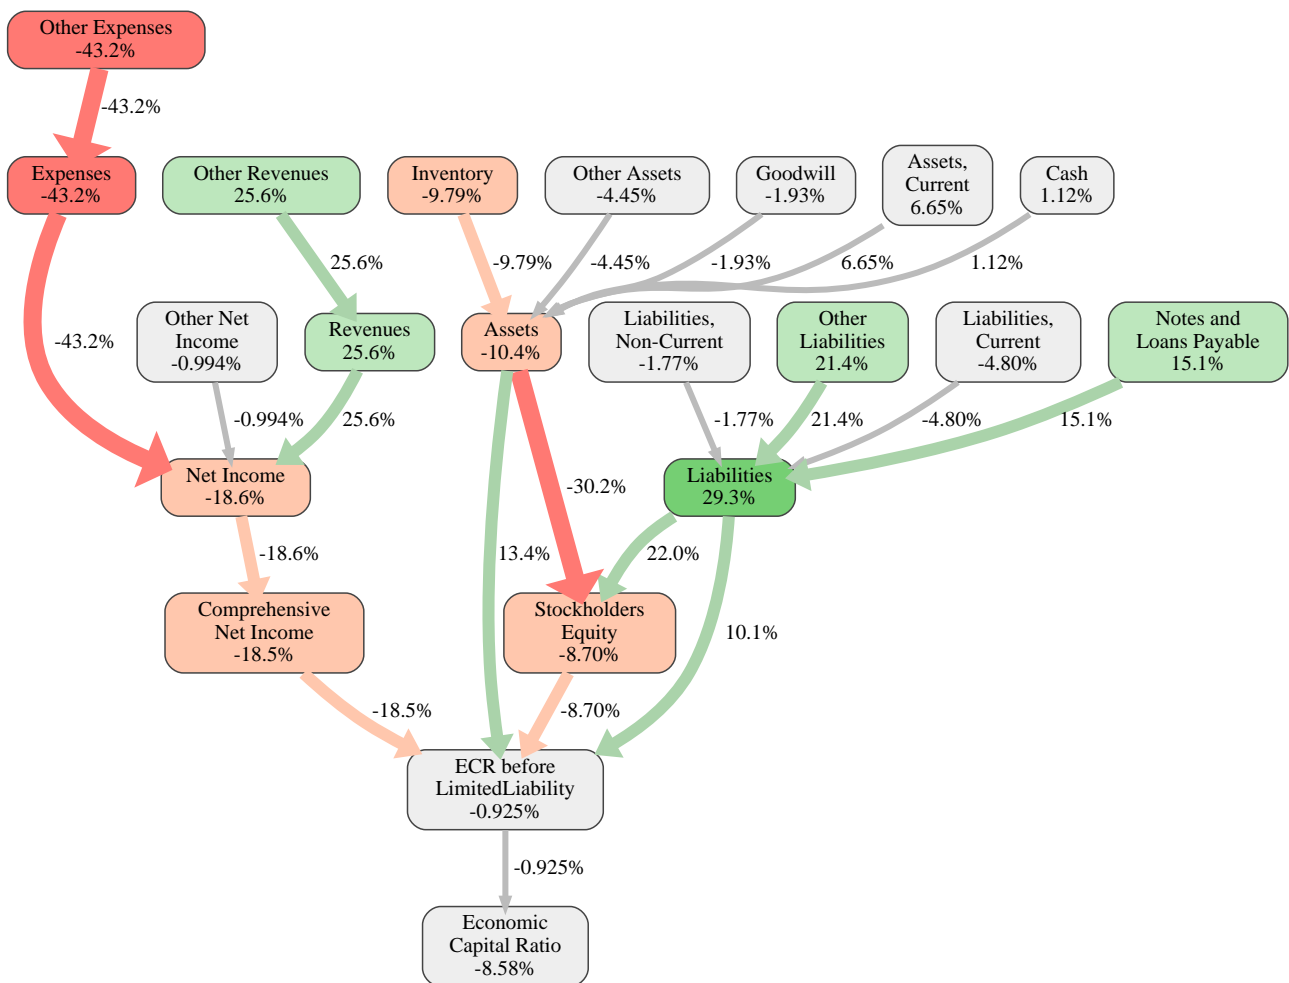 Other Expenses
-43.2%
-43.2%
Expenses
-43.2%
Other Revenues
25.6%
Inventory
-9.79%
Other Assets
-4.45%
Goodwill
-1.93%
Assets,
Current
6.65%
Cash
1.12%
25.6%
-9.79%
-4.45%
-1.93%
6.65%
1.12%
-43.2%
Other Net
Income
-0.994%
Revenues
25.6%
Assets
-10.4%
Liabilities,
Non-Current
-1.77%
Other
Liabilities
21.4%
Liabilities,
Current
-4.80%
Notes and
Loans Payable
15.1%
-0.994%
25.6%
-1.77%
21.4%
-4.80%
15.1%
Net Income
-18.6%
-30.2%
Liabilities
29.3%
-18.6%
13.4%
22.0%
10.1%
Comprehensive
Net Income
-18.5%
Stockholders
Equity
-8.70%
-18.5%
-8.70%
ECR before
LimitedLiability
-0.925%
-0.925%
Economic
Capital Ratio
-8.58%